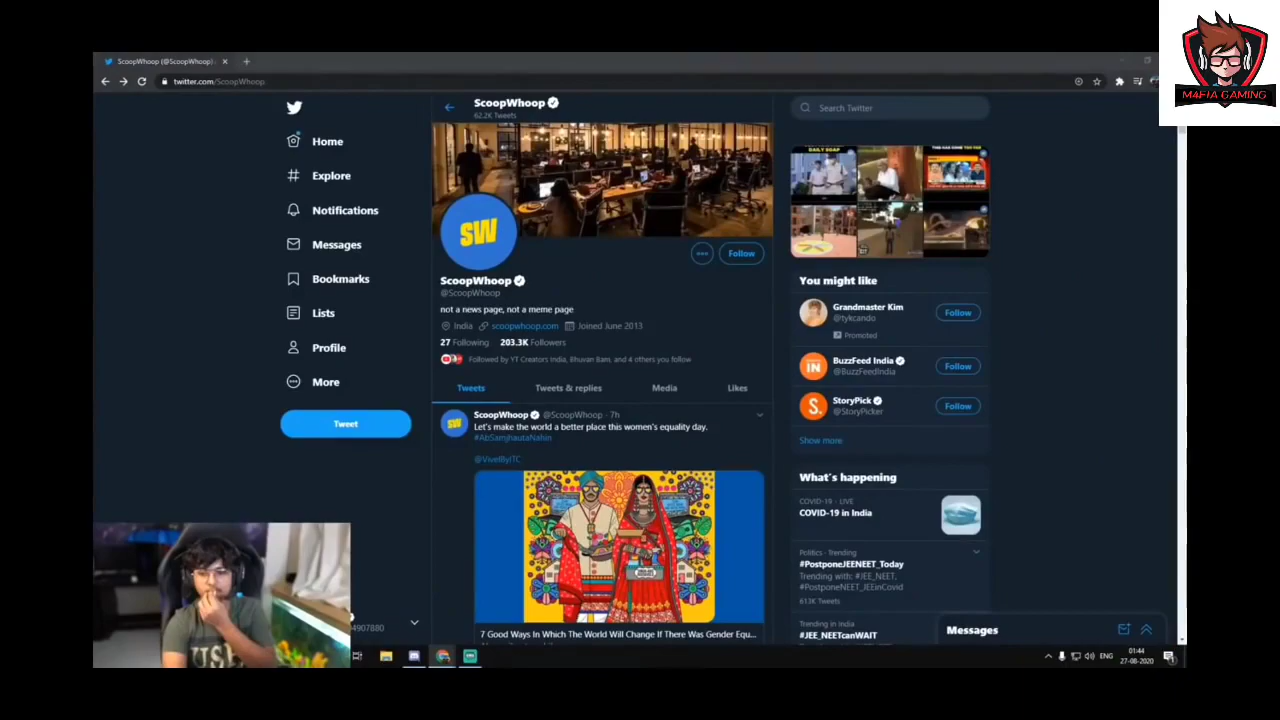 M4FIA GAMING
ScoopWhoop (@ScoopWhoop)
twitter.com/ScoopWhoop
Home
Explore
Notifications
Messages
Bookmarks
Lists
Profile
More
Tweet
ScoopWhoop
62.2K Tweets
SW
Follow
ScoopWhoop
@ScoopWhoop
not a news page, not a meme page
India scoopwhoop.com Joined June 2013
27 Following 203.3K Followers
Followed by YT Creators India, Bhuvan Bam, and 4 others you follow
Tweets Tweets & replies Media Likes
SW
ScoopWhoop @ScoopWhoop · 7h
Let's make the world a better place this women's equality day.
#AbSamjhautaNahin
@VivelByITC
7 Good Ways In Which The World Will Change If There Was Gender Equ...
Search Twitter
DAILY SOAP
You might like
Grandmaster Kim
@tykcando
Promoted
Follow
IN
BuzzFeed India
@BuzzFeedIndia
Follow
S.
StoryPick
@StoryPicker
Follow
Show more
What's happening
COVID-19 · LIVE
COVID-19 in India
Politics · Trending
#PostponeJEENEET_Today
Trending with: #JEE_NEET,
#PostponeNEET_JEEinCovid
613K Tweets
Trending in India
#JEE_NEETcanWAIT
Messages
4907880
ENG
01:44
27-08-2020